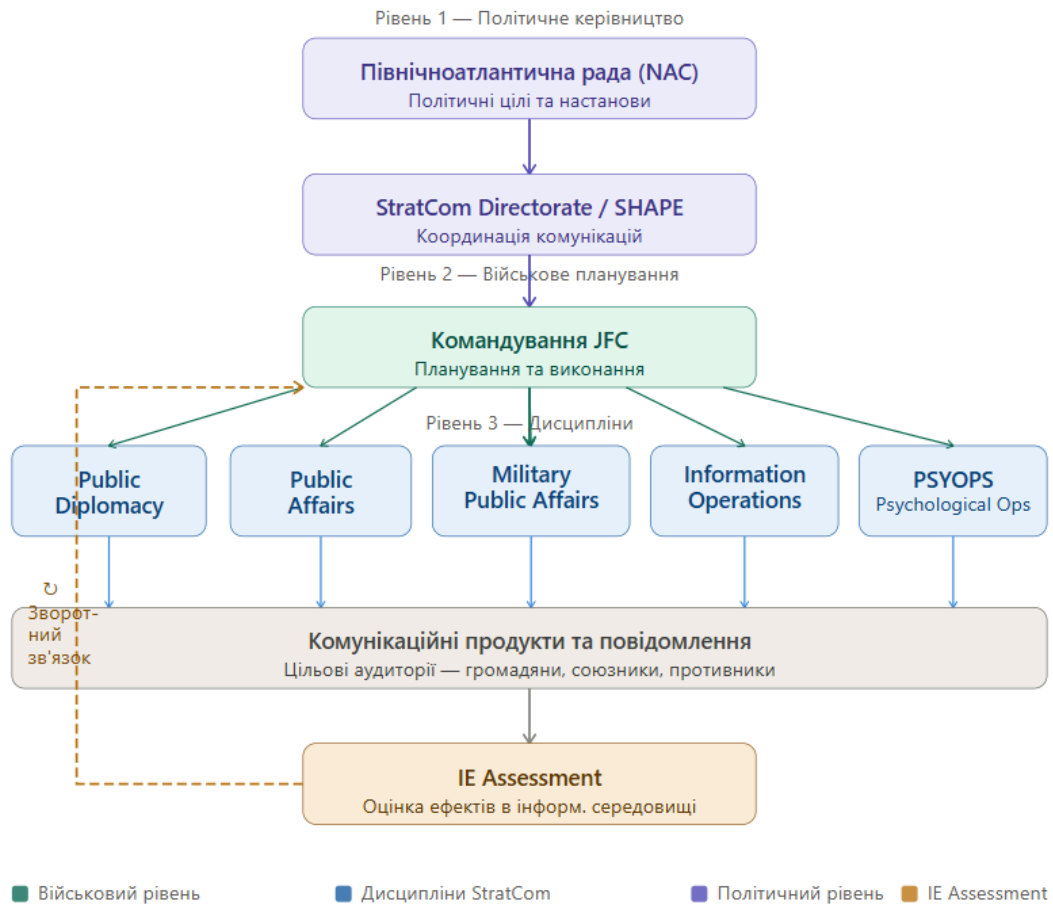 Рівень 1 — Політичне керівництво
Північноатлантична рада (NAC)
Політичні цілі та настанови
StratCom Directorate / SHAPE
Координація комунікацій
Рівень 2 — Військове планування
Командування JFC
Планування та виконання
Рівень 3 — Дисципліни
Public
Diplomacy
Public
Affairs
Military
Public Affairs
Information
Operations
PSYOPS
Psychological Ops
↻
Зворот-
ний
зв'язок
Комунікаційні продукти та повідомлення
Цільові аудиторії — громадяни, союзники, противники
IE Assessment
Оцінка ефектів в інформ. середовищі
Військовий рівень
Дисципліни StratCom
Політичний рівень
IE Assessment